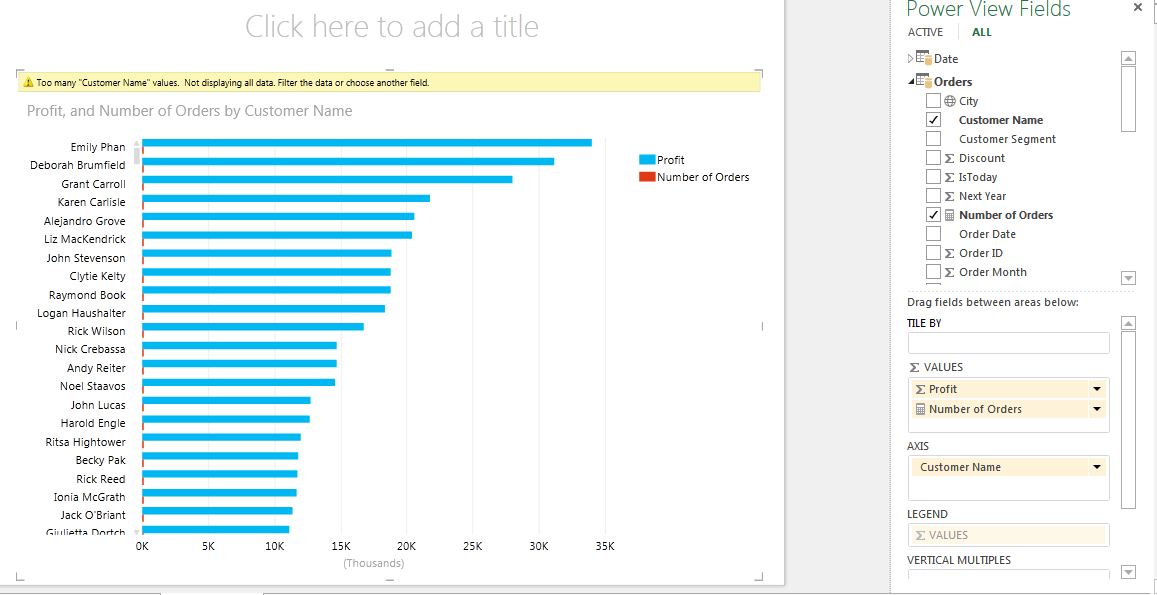 Click here to add a title
Too many "Customer Name" values.  Not displaying all data. Filter the data or choose another field.
Profit, and Number of Orders by Customer Name
Emily Phan
Deborah Brumfield
Grant Carroll
Karen Carlisle
Alejandro Grove
Liz MacKendrick
John Stevenson
Clytie Kelty
Raymond Book
Logan Haushalter
Rick Wilson
Nick Crebassa
Andy Reiter
Noel Staavos
John Lucas
Harold Engle
Ritsa Hightower
Becky Pak
Rick Reed
Ionia McGrath
Jack O'Briant
Giulietta Dortch
0K 5K 10K 15K 20K 25K 30K 35K
(Thousands)
Profit
Number of Orders
Power View Fields
ACTIVE ALL
Date
Orders
City
Customer Name
Customer Segment
Σ Discount
Σ IsToday
Σ Next Year
Number of Orders
Order Date
Σ Order ID
Σ Order Month
Drag fields between areas below:
TILE BY
Σ VALUES
Σ Profit
Number of Orders
AXIS
Customer Name
LEGEND
Σ VALUES
VERTICAL MULTIPLES